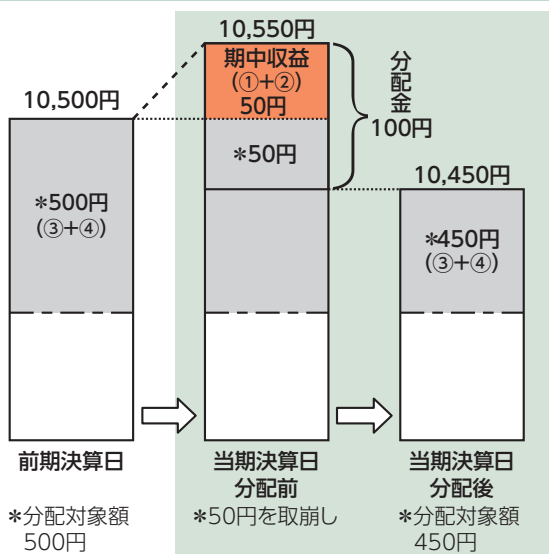 10,550円
期中収益
(①+②)
50円
分配金
100円
10,500円
*50円
10,450円
*500円
(③+④)
*450円
(③+④)
前期決算日
当期決算日
分配前
当期決算日
分配後
*分配対象額
500円
*50円を取崩し
*分配対象額
450円